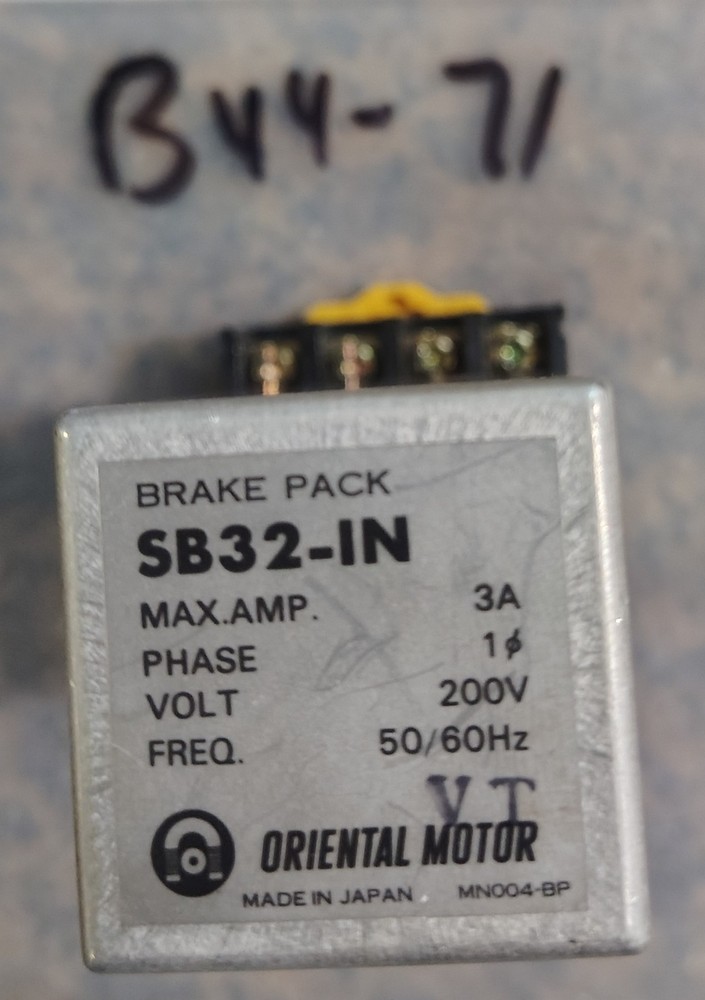 B44-71
BRAKE PACK
SB32-IN
MAX.AMP. 3A
PHASE 1ϕ
VOLT 200V
FREQ. 50/60Hz
VT
ORIENTAL MOTOR
MADE IN JAPAN MN004-BP